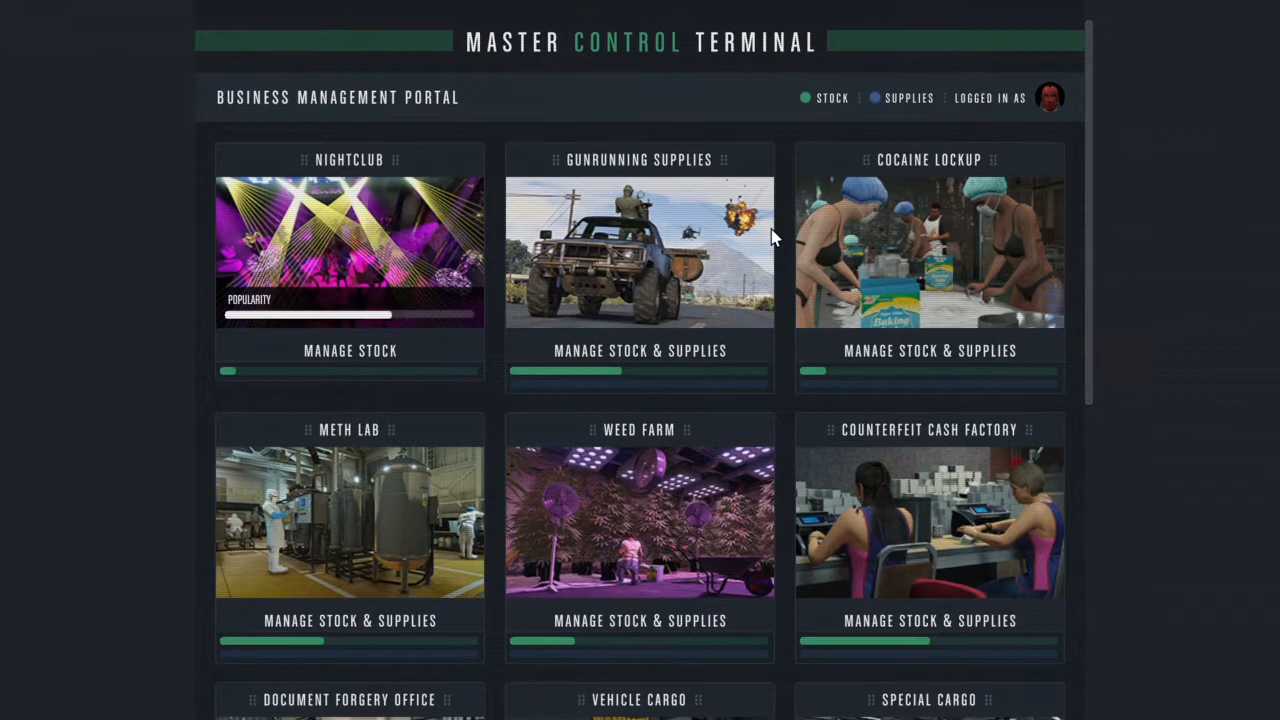 MASTER CONTROL TERMINAL
BUSINESS MANAGEMENT PORTAL
STOCK
SUPPLIES
LOGGED IN AS
NIGHTCLUB
GUNRUNNING SUPPLIES
COCAINE LOCKUP
POPULARITY
Baking
MANAGE STOCK
MANAGE STOCK & SUPPLIES
MANAGE STOCK & SUPPLIES
METH LAB
WEED FARM
COUNTERFEIT CASH FACTORY
MANAGE STOCK & SUPPLIES
MANAGE STOCK & SUPPLIES
MANAGE STOCK & SUPPLIES
DOCUMENT FORGERY OFFICE
VEHICLE CARGO
SPECIAL CARGO